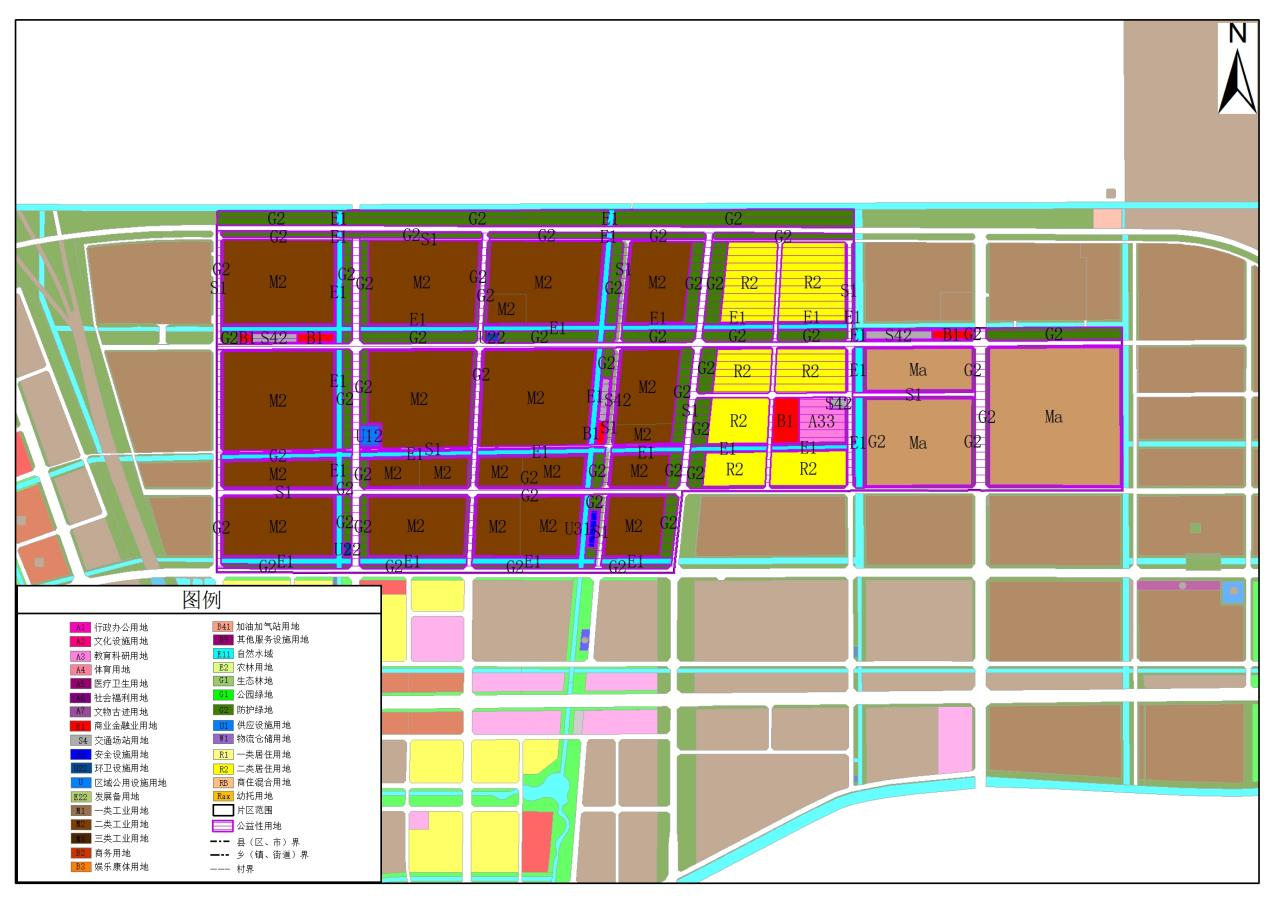 N
G2 E1 G2 E1 G2
G2 E1 G2 S1 G2 E1 G2 G2
G2 M2 G2 G2 M2 G2 M2 S1 M2 G2 G2 R2 R2
S1 E1 G2 G2 S1
M2
E1 E1 E1 E1 E1 E1
G2 B1 S42 B1 G2 22 G2 G2 G2 E1 S42 B1 G2 G2
G2 G2 R2 R2 E1 Ma G2
E1 G2 G2 M2
M2 G2 M2 M2 E1 S42 G2 S1
S42
S1 G2 Ma
U12 B1 S1 M2 G2 R2 B1 A33 E1 G2 Ma G2
G2 E1 S1 E1 E1 E1 E1
M2 E1 G2 M2 M2 M2 G2 M2 G2 M2 G2 G2 R2 R2
S1 G2 G2
G2
G2 M2 G2 G2 M2 M2 M2 U31 S1 M2 G2
U22
G2 E1 G2 E1 G2 E1 G2 E1
图例
A1 行政办公用地
A2 文化设施用地
A3 教育科研用地
A4 体育用地
A5 医疗卫生用地
A6 社会福利用地
A7 文物古迹用地
B1 商业金融业用地
S4 交通场站用地
安全设施用地
U22 环卫设施用地
U 区域公用设施用地
E22 发展备用地
M1 一类工业用地
M2 二类工业用地
三类工业用地
B2 商务用地
B3 娱乐康体用地
B41 加油加气站用地
B9 其他服务设施用地
E11 自然水域
E2 农林用地
G1 生态林地
G1 公园绿地
G2 防护绿地
U1 供应设施用地
W1 物流仓储用地
R1 一类居住用地
R2 二类居住用地
RB 商住混合用地
Rax 幼托用地
片区范围
公益性用地
县（区、市）界
乡（镇、街道）界
村界